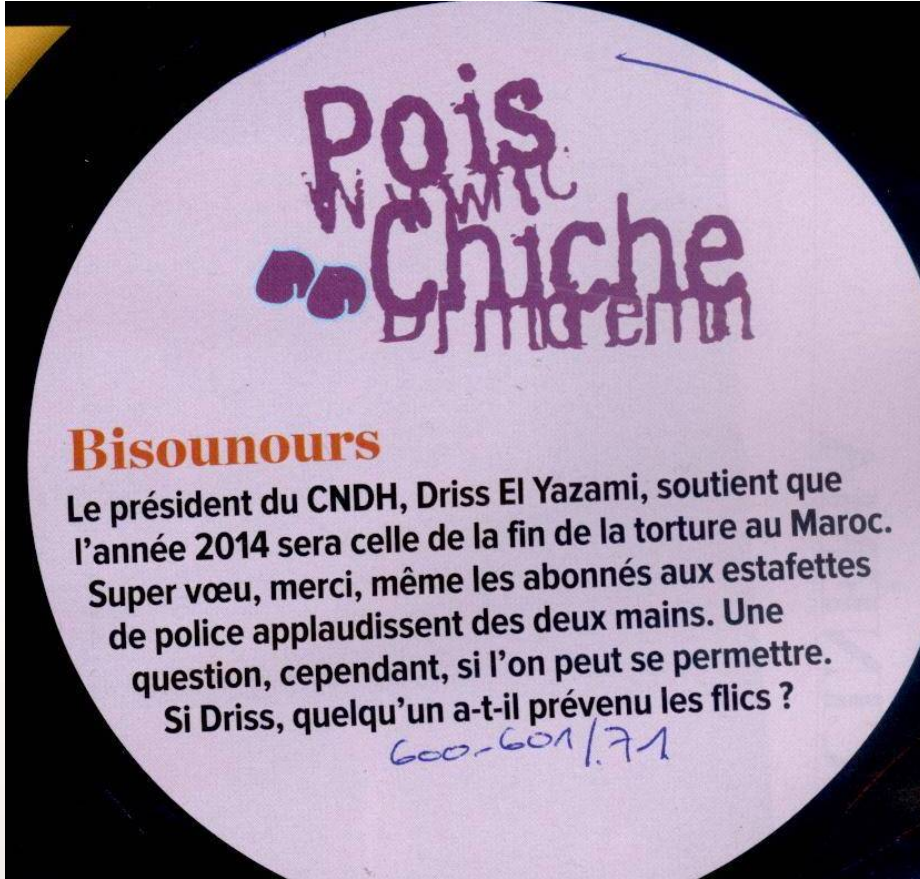 Pois
Chiche
Bisounours
Le président du CNDH, Driss El Yazami, soutient que
l'année 2014 sera celle de la fin de la torture au Maroc.
Super vœu, merci, même les abonnés aux estafettes
de police applaudissent des deux mains. Une
question, cependant, si l'on peut se permettre.
Si Driss, quelqu'un a-t-il prévenu les flics ?
600-601/.71